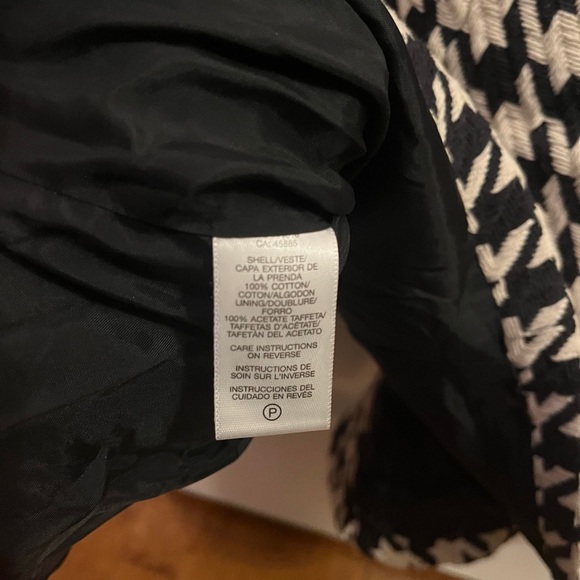 CA: 45885
SHELL/VESTE/
CAPA EXTERIOR DE
LA PRENDA
100% COTTON/
COTON/ALGODON
LINING/DOUBLURE/
FORRO
100% ACETATE TAFFETA/
TAFFETAS D'ACÉTATE/
TAFETÁN DEL ACETATO
CARE INSTRUCTIONS
ON REVERSE
INSTRUCTIONS DE
SOIN SUR L'INVERSE
INSTRUCCIONES DEL
CUIDADO EN REVÉS
P